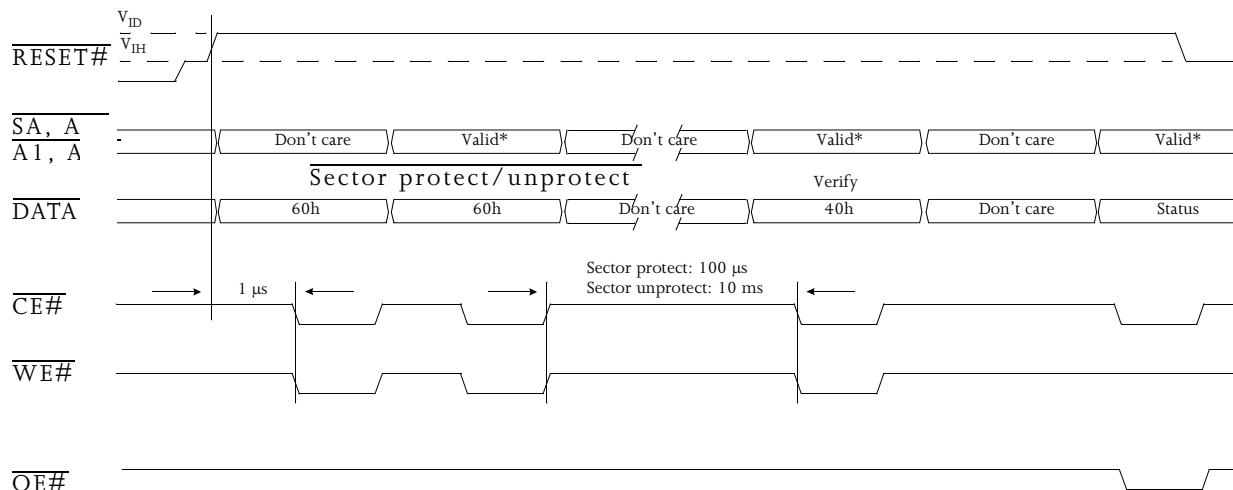 VID
VIH
RESET#
SA, A
A1, A
Don't care Valid* Don't care Valid* Don't care Valid*
Sector protect/unprotect Verify
DATA 60h 60h Don't care 40h Don't care Status
Sector protect: 100 µs
Sector unprotect: 10 ms
1 µs
CE#
WE#
OE#